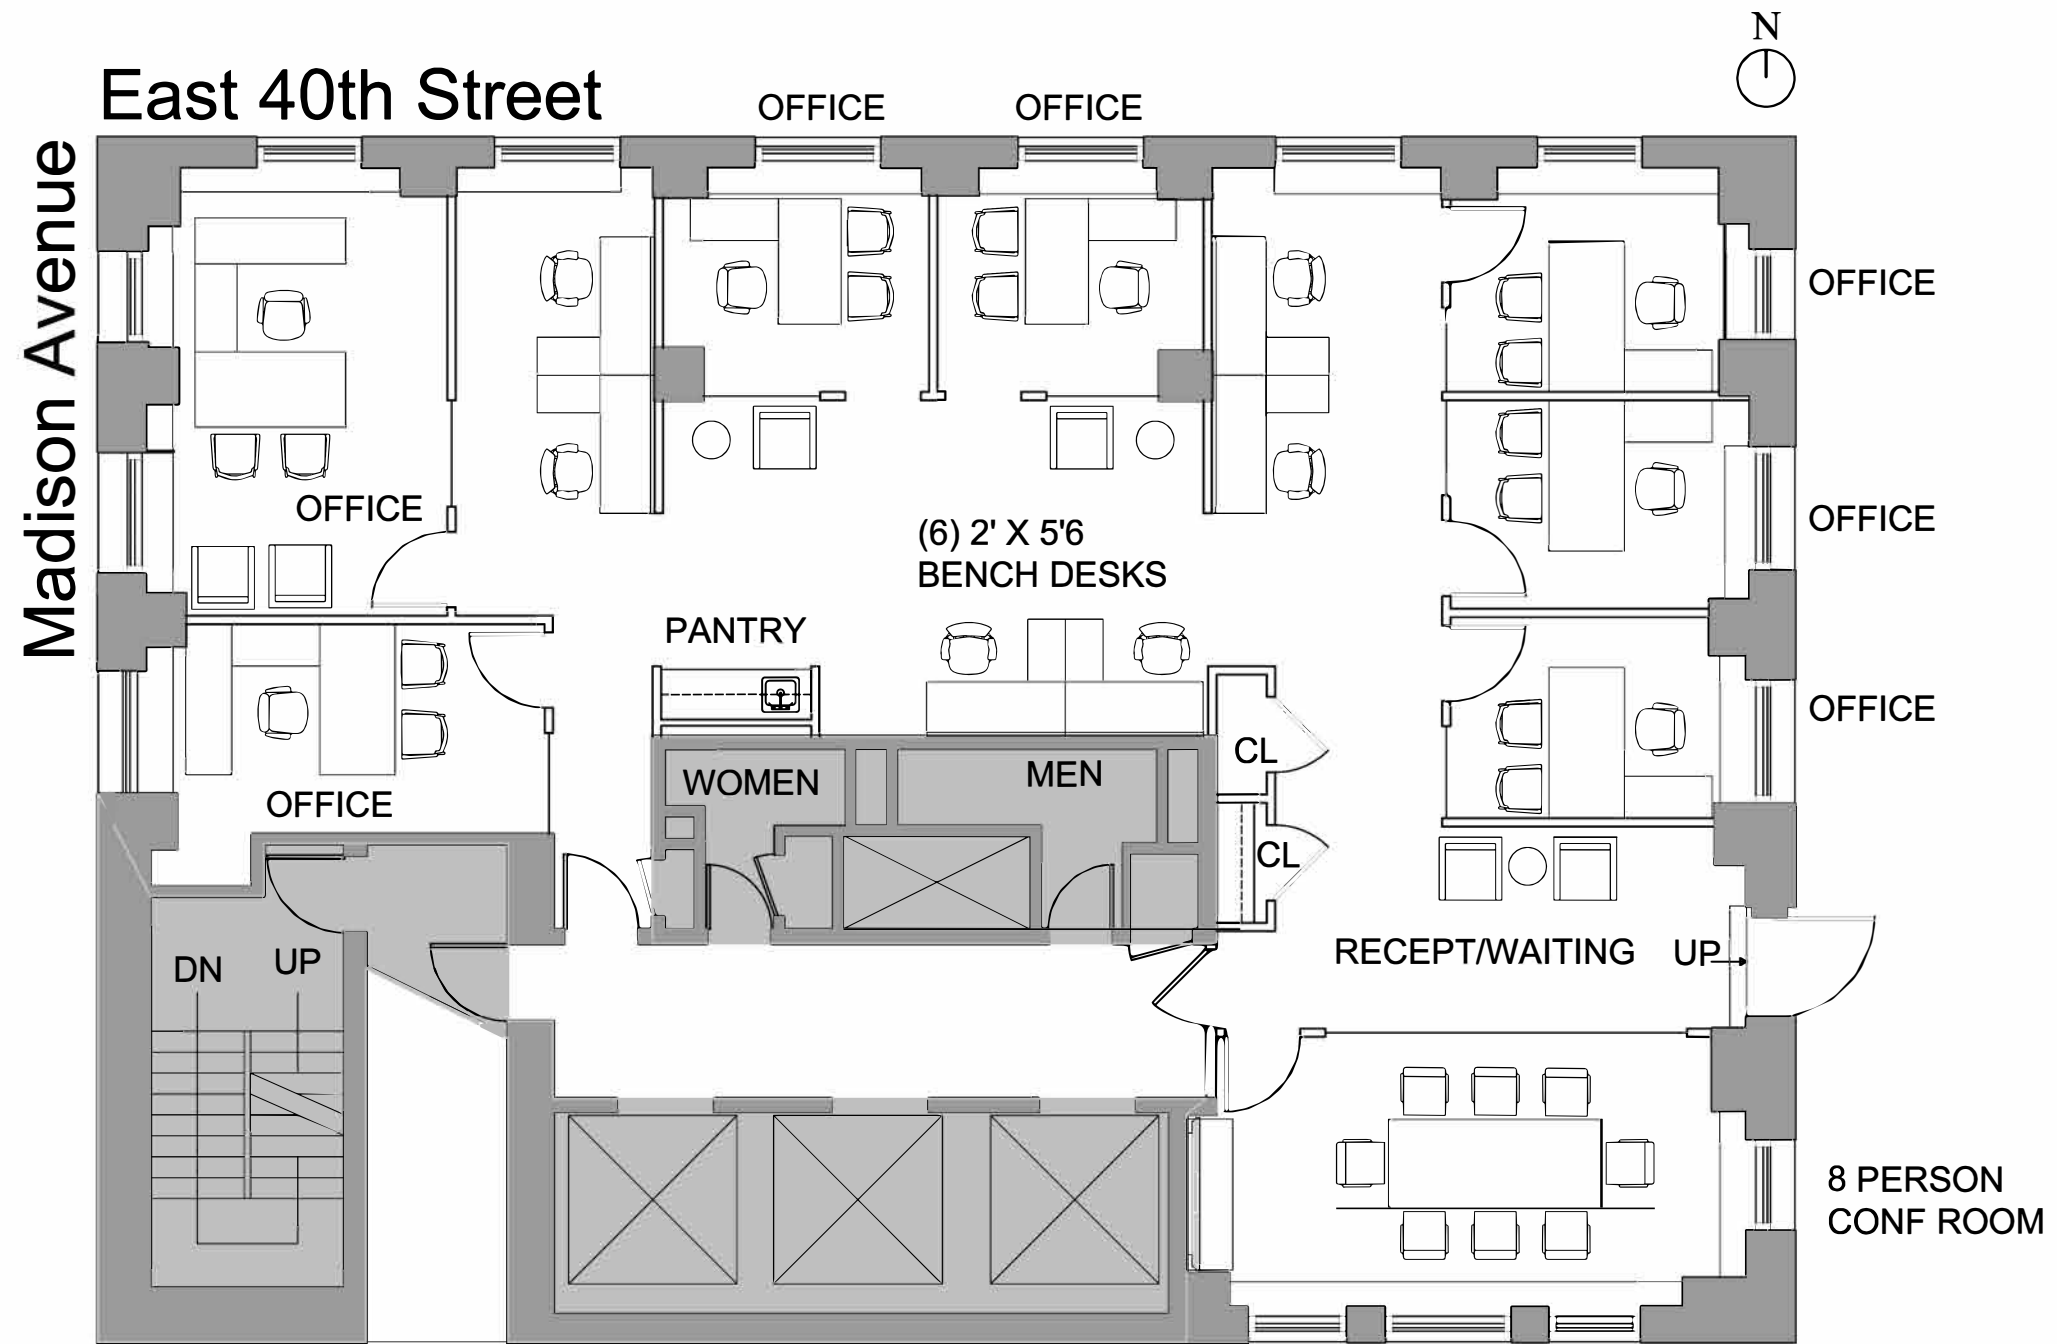 N
East 40th Street
Madison Avenue
OFFICE
OFFICE
OFFICE
OFFICE
(6) 2' X 5'6
BENCH DESKS
OFFICE
PANTRY
OFFICE
CL
WOMEN
MEN
OFFICE
CL
RECEPT/WAITING
UP
DN
UP
8 PERSON
CONF ROOM